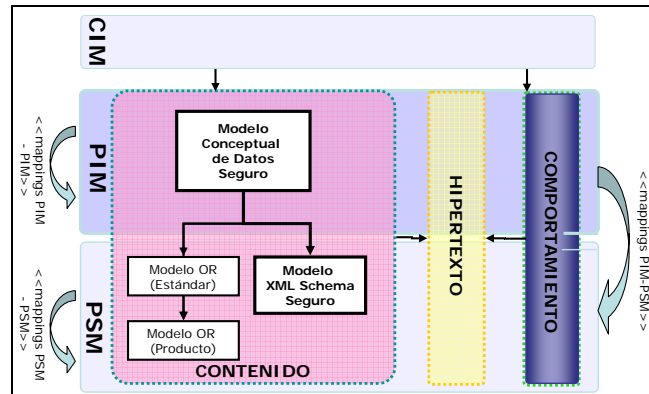 CIM
PIM
PSM
<<mappings PIM
- PIM>>
<<mappings PSM
- PSM>>
Modelo
Conceptual
de Datos
Seguro
Modelo OR
(Estándar)
Modelo
XML Schema
Seguro
Modelo OR
(Producto)
CONTENIDO
HIPERTEXTO
COMPORTAMIENTO
<<mappings PIM-PSM>>